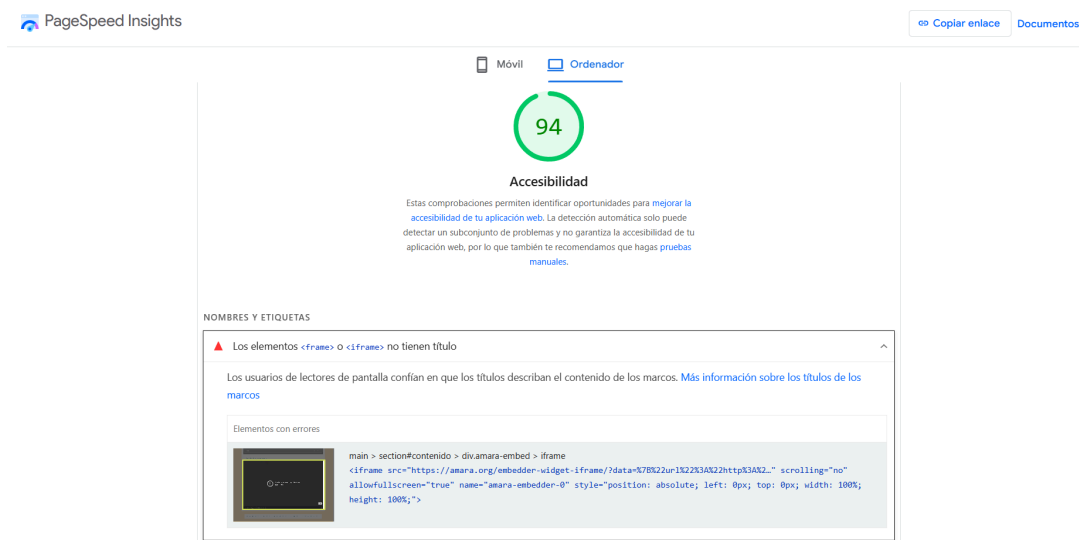 PageSpeed Insights
Copiar enlace
Documentos
Móvil
Ordenador
94
Accesibilidad
Estas comprobaciones permiten identificar oportunidades para mejorar la
accesibilidad de tu aplicación web. La detección automática solo puede
detectar un subconjunto de problemas y no garantiza la accesibilidad de tu
aplicación web, por lo que también te recomendamos que hagas pruebas
manuales.
NOMBRES Y ETIQUETAS
Los elementos <frame> o <iframe> no tienen título
Los usuarios de lectores de pantalla confían en que los títulos describan el contenido de los marcos. Más información sobre los títulos de los
marcos
Elementos con errores
main > section#contenido > div.amara-embed > iframe
<iframe src="https://amara.org/embedder-widget-iframe/?data=%7B%22url%22%3A%22http%3A%2…" scrolling="no"
allowfullscreen="true" name="amara-embedder-0" style="position: absolute; left: 0px; top: 0px; width: 100%;
height: 100%;">